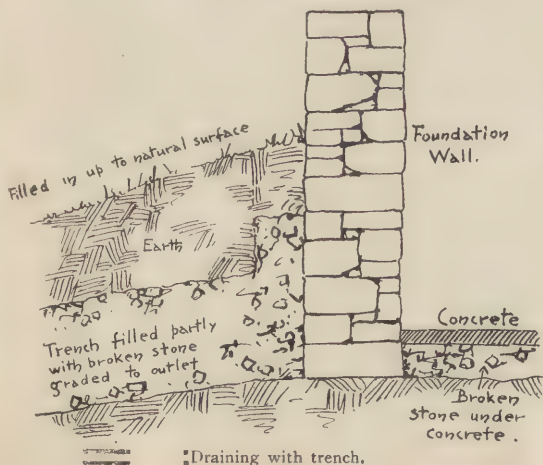 Filled in up to natural surface
Foundation
Wall.
Earth
Trench filled partly
with broken stone
graded to outlet
Concrete
Broken
stone under
concrete.
Draining with trench.